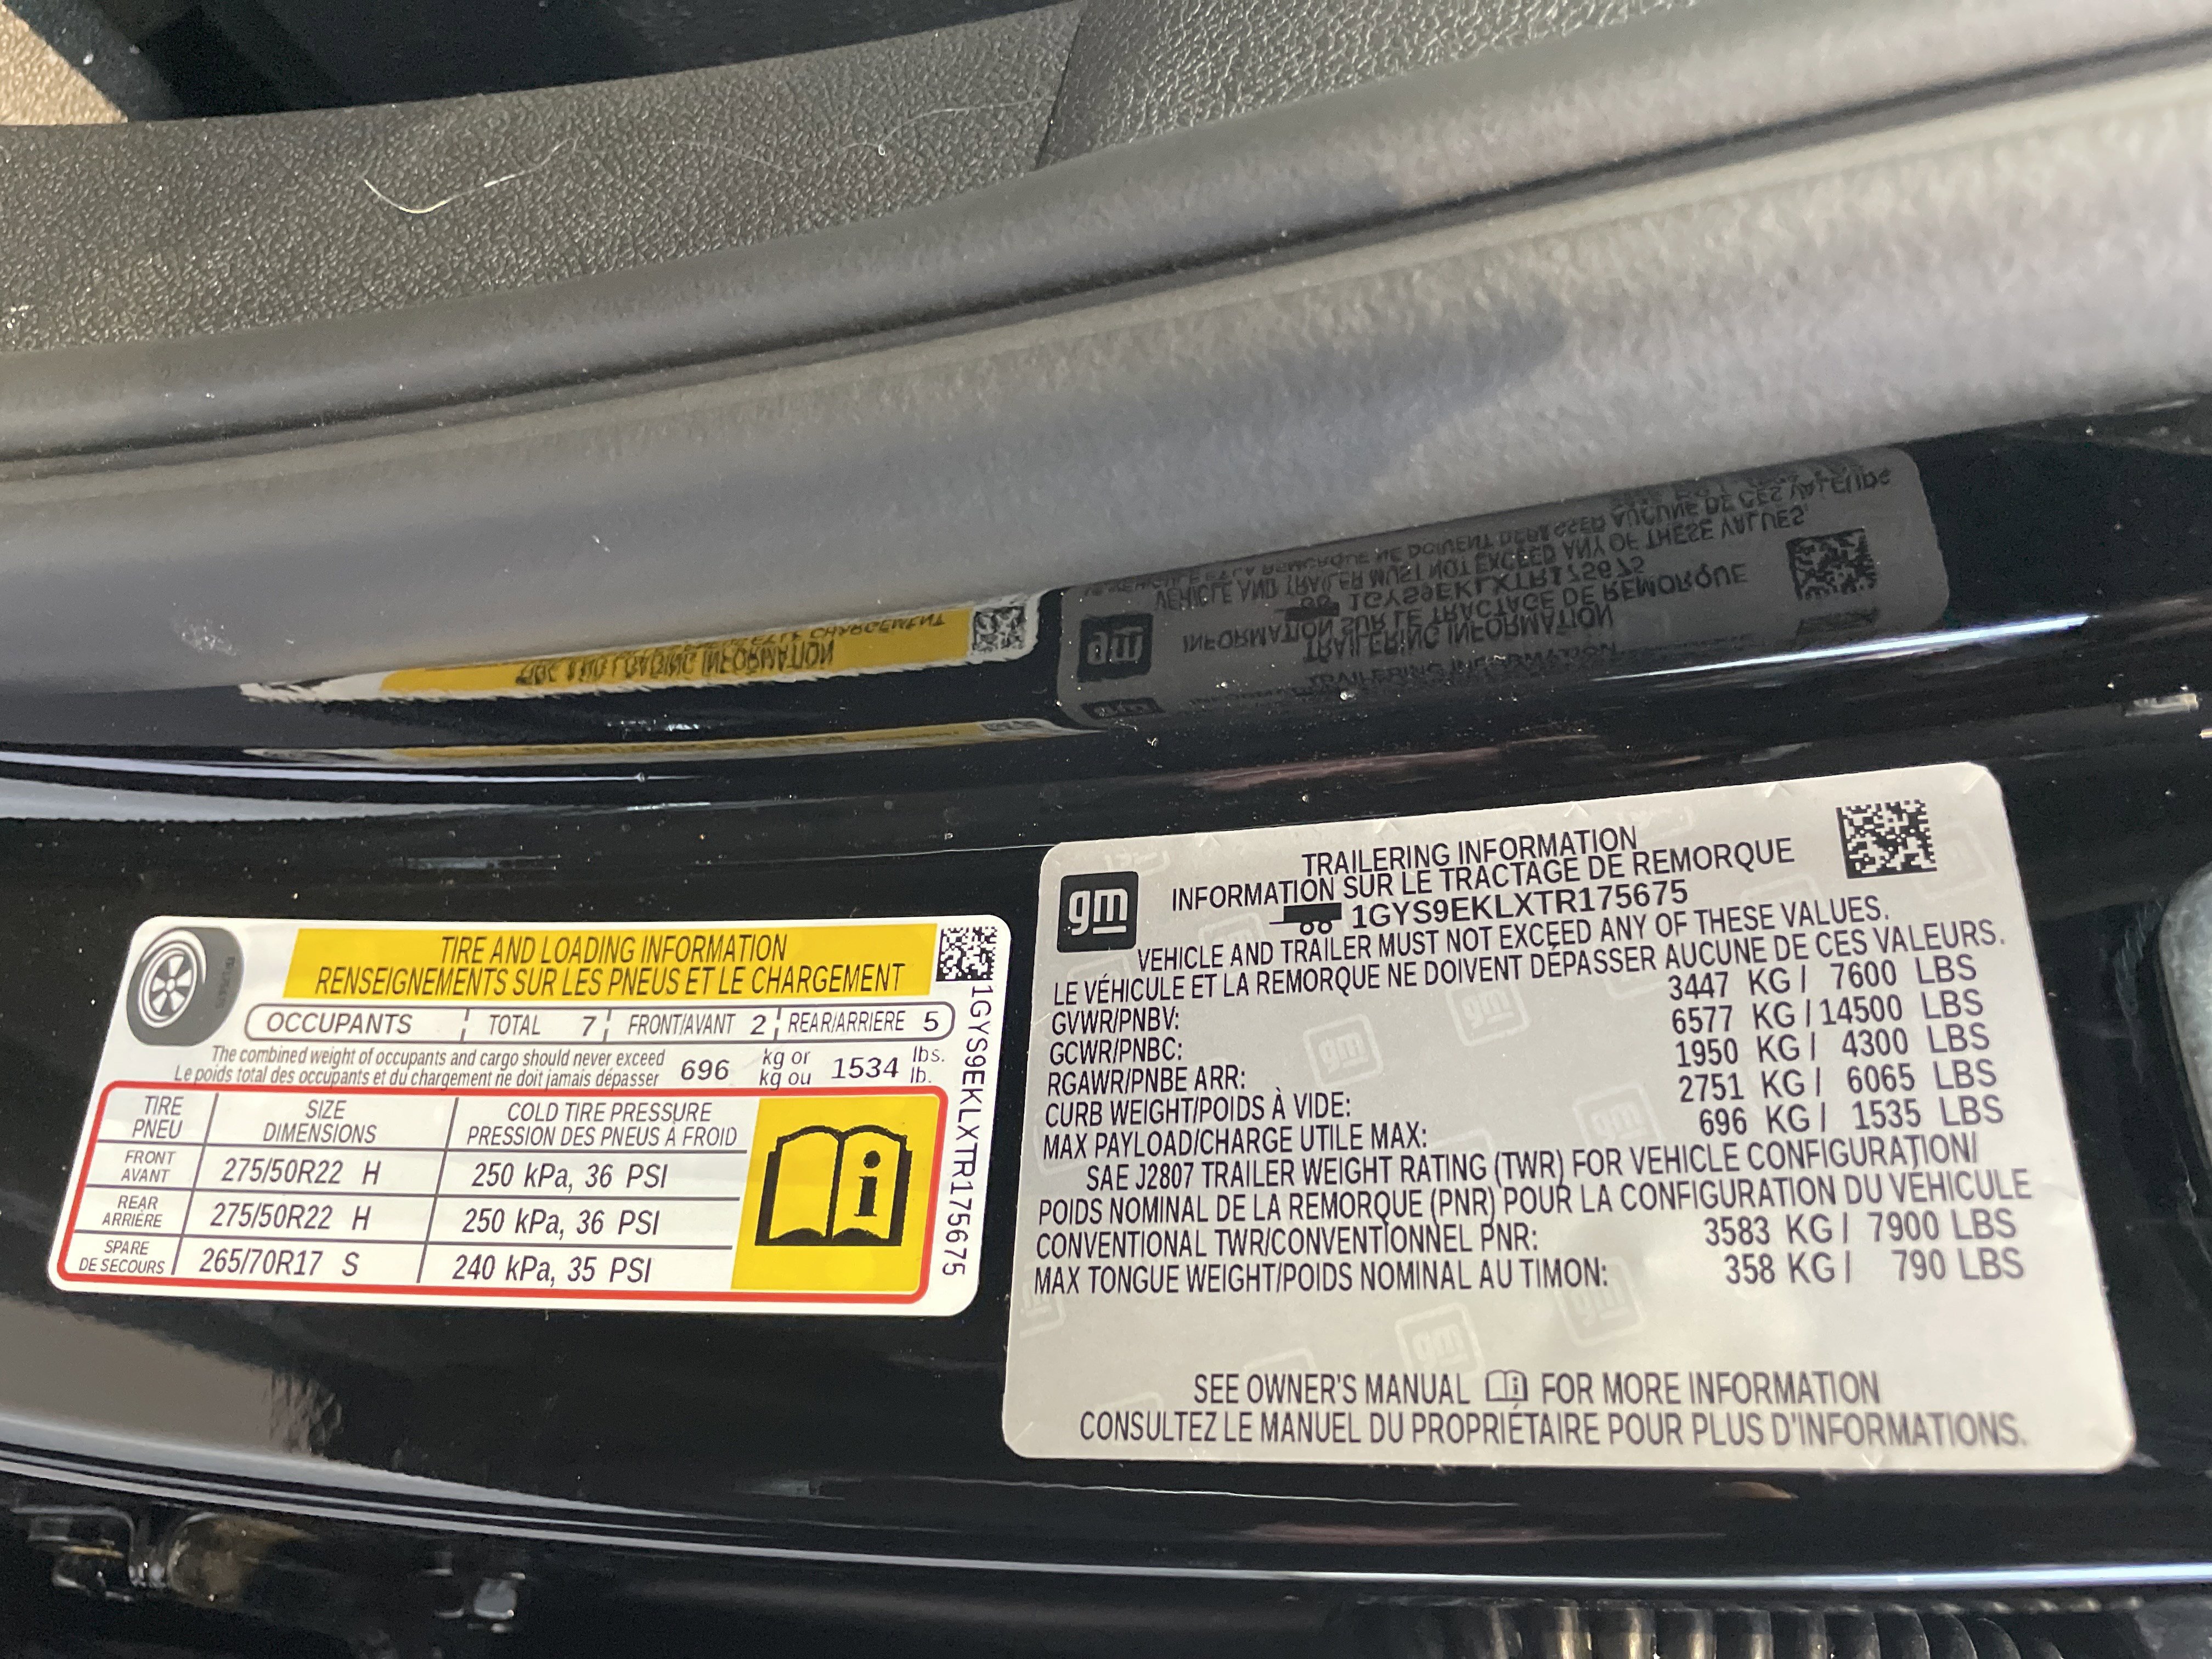 TIRE AND LOADING INFORMATION
RENSEIGNEMENTS SUR LES PNEUS ET LE CHARGEMENT
OCCUPANTS TOTAL 7 FRONT/AVANT 2 REAR/ARRIERE 5
The combined weight of occupants and cargo should never exceed 696 kg or 1534 lbs.
Le poids total des occupants et du chargement ne doit jamais dépasser kg ou lb.
TIRE SIZE COLD TIRE PRESSURE
PNEU DIMENSIONS PRESSION DES PNEUS À FROID
FRONT
AVANT 275/50R22 H 250 kPa, 36 PSI
REAR
ARRIÈRE 275/50R22 H 250 kPa, 36 PSI
SPARE
DE SECOURS 265/70R17 S 240 kPa, 35 PSI
1GYS9EKLXTR175675
gm
TRAILERING INFORMATION
INFORMATION SUR LE TRACTAGE DE REMORQUE
1GYS9EKLXTR175675
VEHICLE AND TRAILER MUST NOT EXCEED ANY OF THESE VALUES.
LE VÉHICULE ET LA REMORQUE NE DOIVENT DÉPASSER AUCUNE DE CES VALEURS.
GVWR/PNBV: 3447 KG / 7600 LBS
GCWR/PNBC: 6577 KG / 14500 LBS
RGAWR/PNBE ARR: 1950 KG / 4300 LBS
CURB WEIGHT/POIDS À VIDE: 2751 KG / 6065 LBS
MAX PAYLOAD/CHARGE UTILE MAX: 696 KG / 1535 LBS
SAE J2807 TRAILER WEIGHT RATING (TWR) FOR VEHICLE CONFIGURATION/
POIDS NOMINAL DE LA REMORQUE (PNR) POUR LA CONFIGURATION DU VÉHICULE
CONVENTIONAL TWR/CONVENTIONNEL PNR: 3583 KG / 7900 LBS
MAX TONGUE WEIGHT/POIDS NOMINAL AU TIMON: 358 KG / 790 LBS
SEE OWNER'S MANUAL FOR MORE INFORMATION
CONSULTEZ LE MANUEL DU PROPRIÉTAIRE POUR PLUS D'INFORMATIONS.